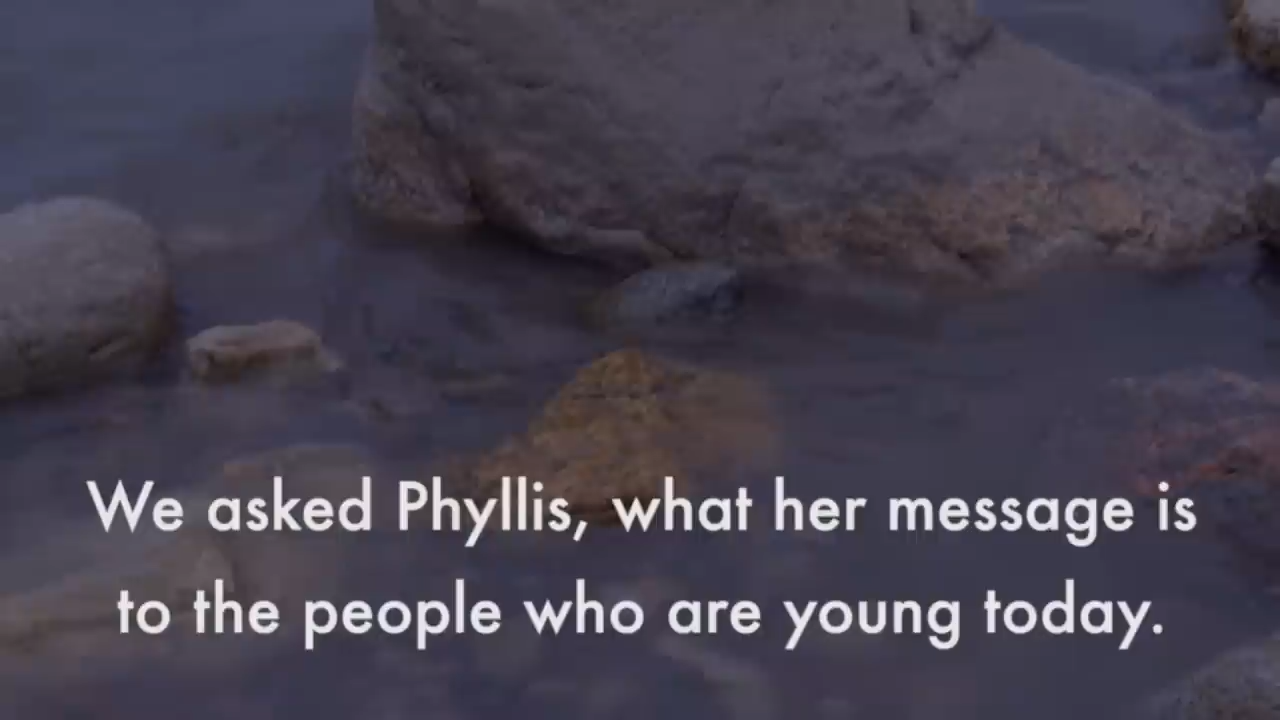 We asked Phyllis, what her message is
to the people who are young today.